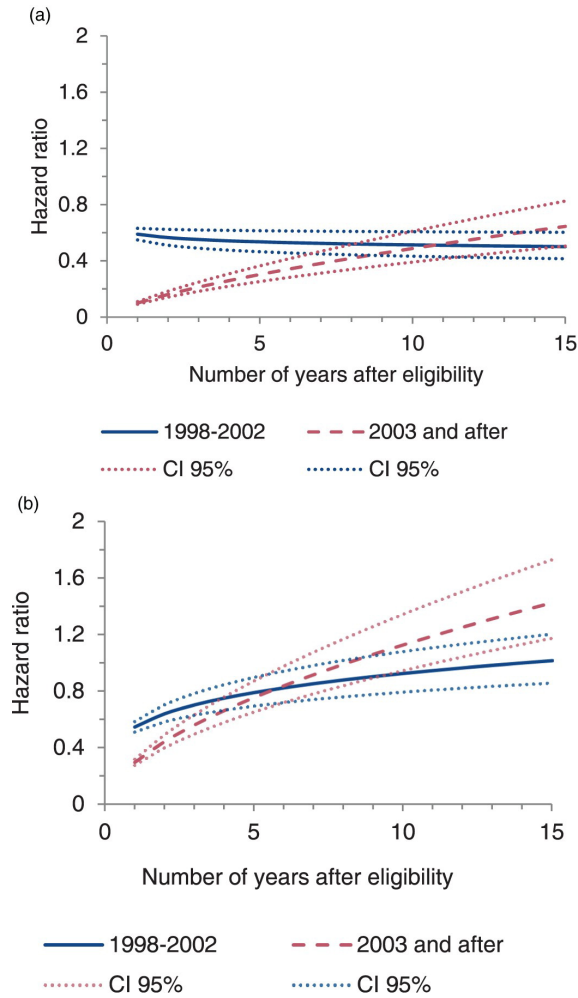 (a)
2
1.6
1.2
0.8
0.4
0
Hazard ratio
0 5 10 15
Number of years after eligibility
1998-2002 2003 and after
CI 95% CI 95%
(b)
2
1.6
1.2
0.8
0.4
0
Hazard ratio
0 5 10 15
Number of years after eligibility
1998-2002 2003 and after
CI 95% CI 95%